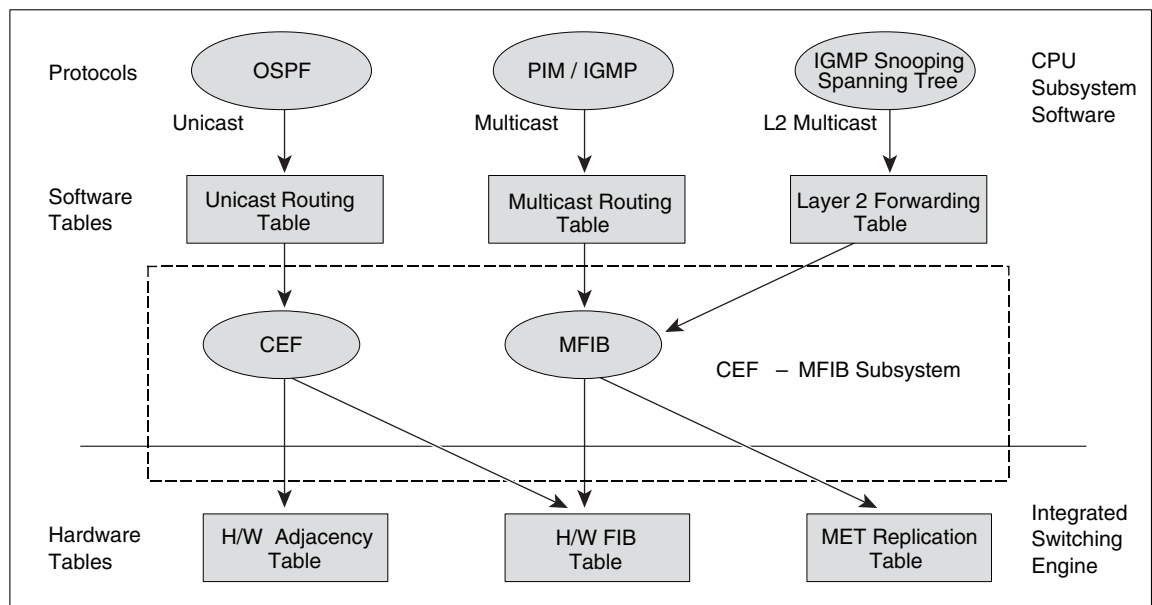 Protocols
OSPF
PIM / IGMP
IGMP Snooping
Spanning Tree
CPU
Subsystem
Software
Unicast
Multicast
L2 Multicast
Software
Tables
Unicast Routing
Table
Multicast Routing
Table
Layer 2 Forwarding
Table
CEF
MFIB
CEF – MFIB Subsystem
Hardware
Tables
H/W Adjacency
Table
H/W FIB
Table
MET Replication
Table
Integrated
Switching
Engine